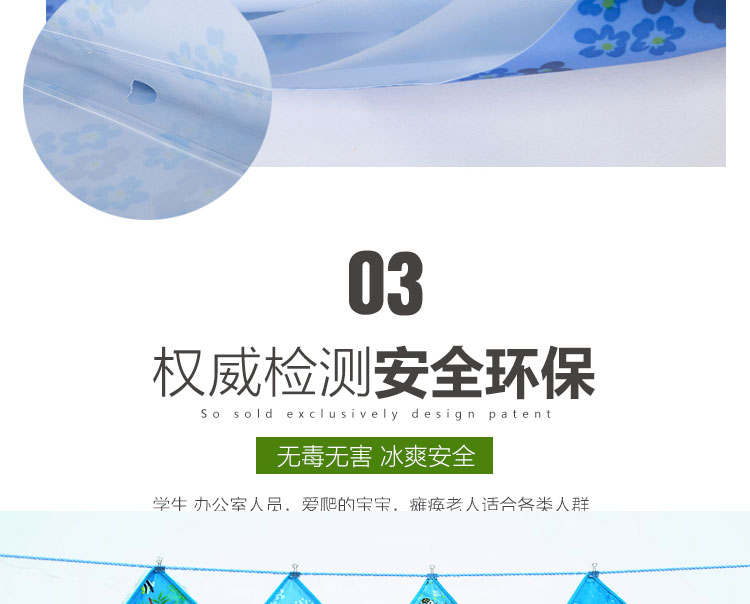 03
权威检测安全环保
So sold exclusively design patent
无毒无害 冰爽安全
学生 办公室人员，爱爬的宝宝，瘫痪老人适合各类人群